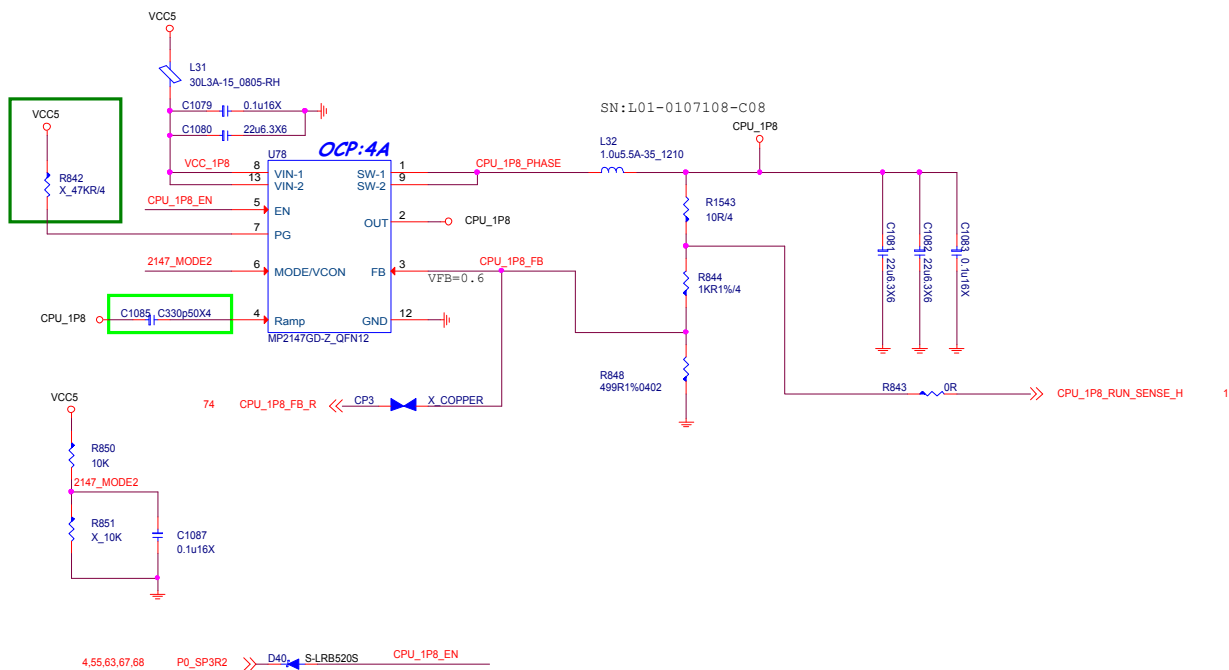 VCC5
L31
30L3A-15_0805-RH
C1079 0.1u16X
C1080 22u6.3X6
VCC5
R842
X_47KR/4
SN:L01-0107108-C08
CPU_1P8
L32
1.0u5.5A-35_1210
U78
OCP:4A
VCC_1P8
8 VIN-1
13 VIN-2
SW-1 1
SW-2 9
CPU_1P8_PHASE
CPU_1P8_EN
5 EN
7 PG
OUT 2
CPU_1P8
2147_MODE2
6 MODE/VCON
FB 3
CPU_1P8_FB
VFB=0.6
CPU_1P8
C1085 C330p50X4
4 Ramp
GND 12
MP2147GD-Z_QFN12
R1543
10R/4
R844
1KR1%/4
R848
499R1%0402
C1081 22u6.3X6
C1082 22u6.3X6
C1083 0.1u16X
R843 0R
CPU_1P8_RUN_SENSE_H 1
74 CPU_1P8_FB_R
CP3 X_COPPER
VCC5
R850
10K
2147_MODE2
R851
X_10K
C1087
0.1u16X
4,55,63,67,68 P0_SP3R2
D40 S-LRB520S
CPU_1P8_EN